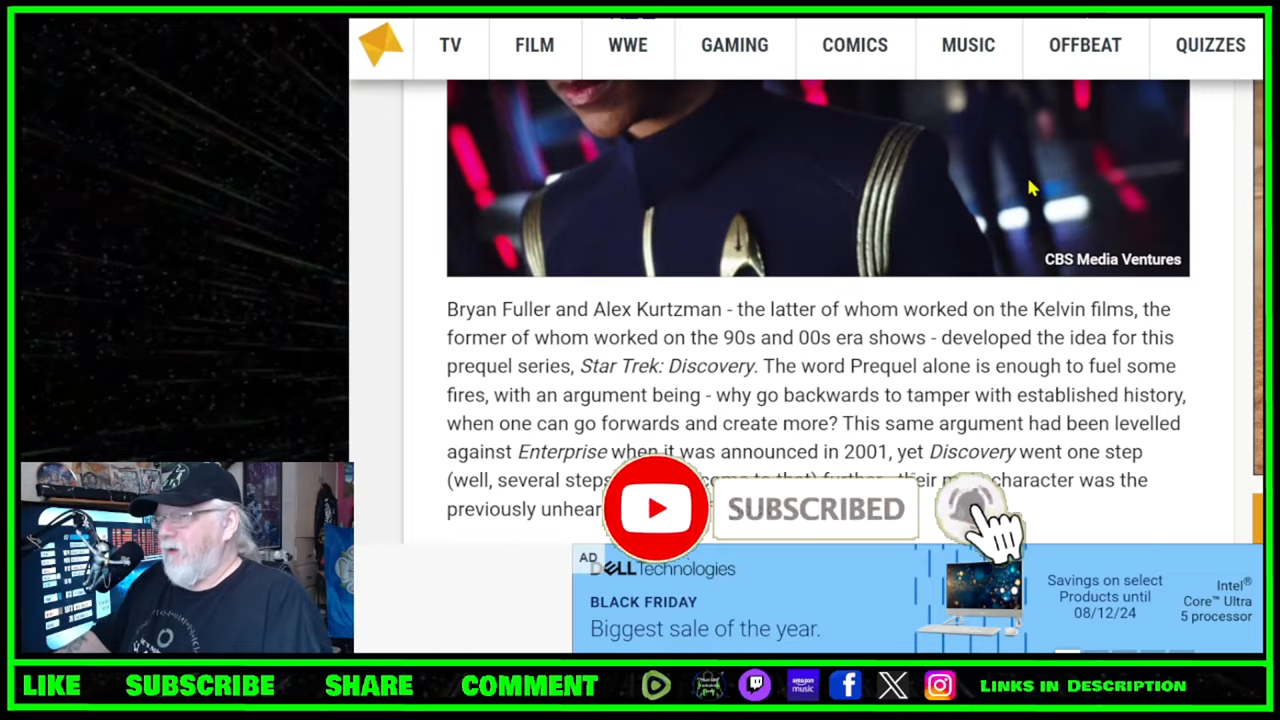 TV FILM WWE GAMING COMICS MUSIC OFFBEAT QUIZZES
CBS Media Ventures
Bryan Fuller and Alex Kurtzman - the latter of whom worked on the Kelvin films, the
former of whom worked on the 90s and 00s era shows - developed the idea for this
prequel series, Star Trek: Discovery. The word Prequel alone is enough to fuel some
fires, with an argument being - why go backwards to tamper with established history,
when one can go forwards and create more? This same argument had been levelled
against Enterprise when it was announced in 2001, yet Discovery went one step
(well, several steps come to that) further - their character was the
previously
SUBSCRIBED
AD
DELL Technologies
BLACK FRIDAY
Biggest sale of the year.
Savings on select
Products until
08/12/24
Intel®
Core™ Ultra
5 processor
LIKE SUBSCRIBE SHARE COMMENT
amazon music
LINKS IN DESCRIPTION